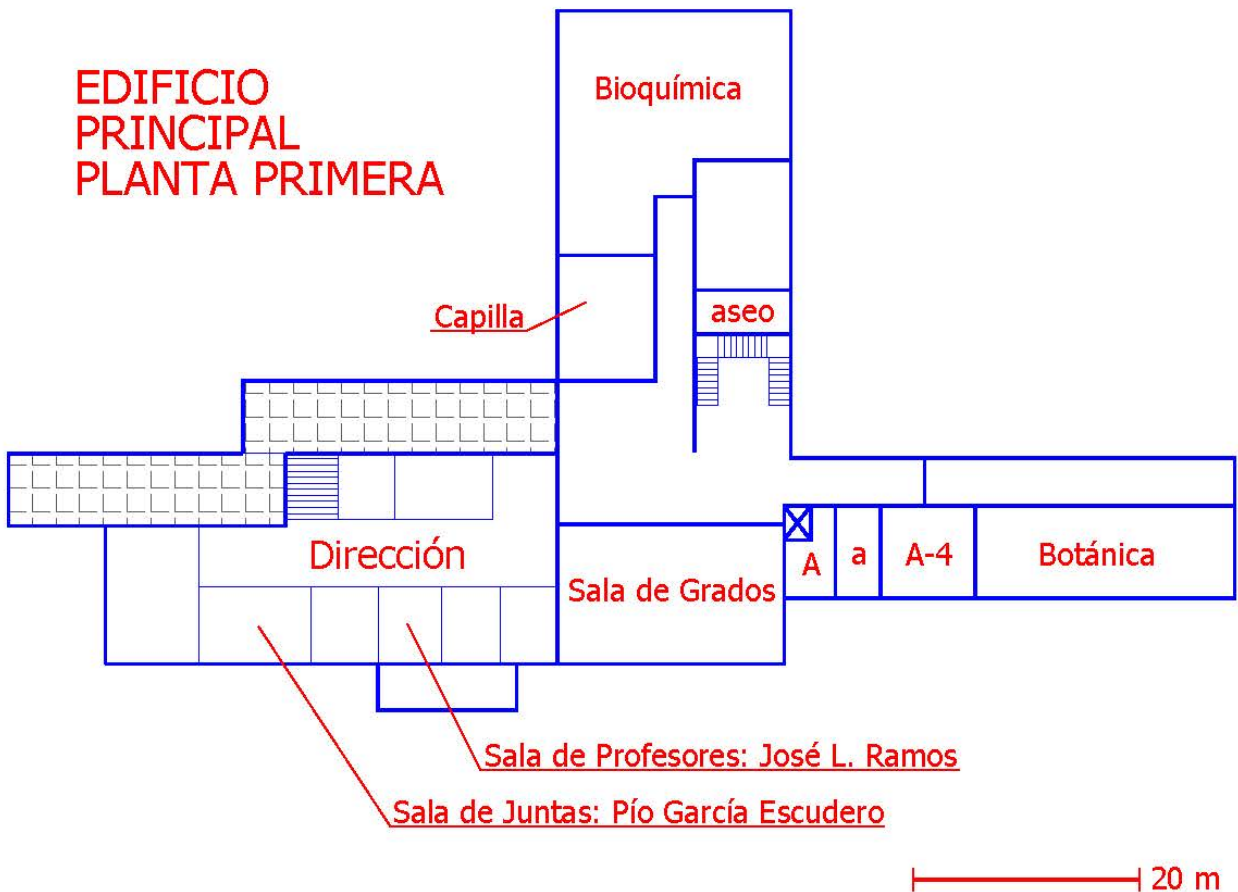 EDIFICIO
PRINCIPAL
PLANTA PRIMERA
Bioquímica
Capilla
aseo
Dirección
Sala de Grados
A
a
A-4
Botánica
Sala de Profesores: José L. Ramos
Sala de Juntas: Pío García Escudero
20 m